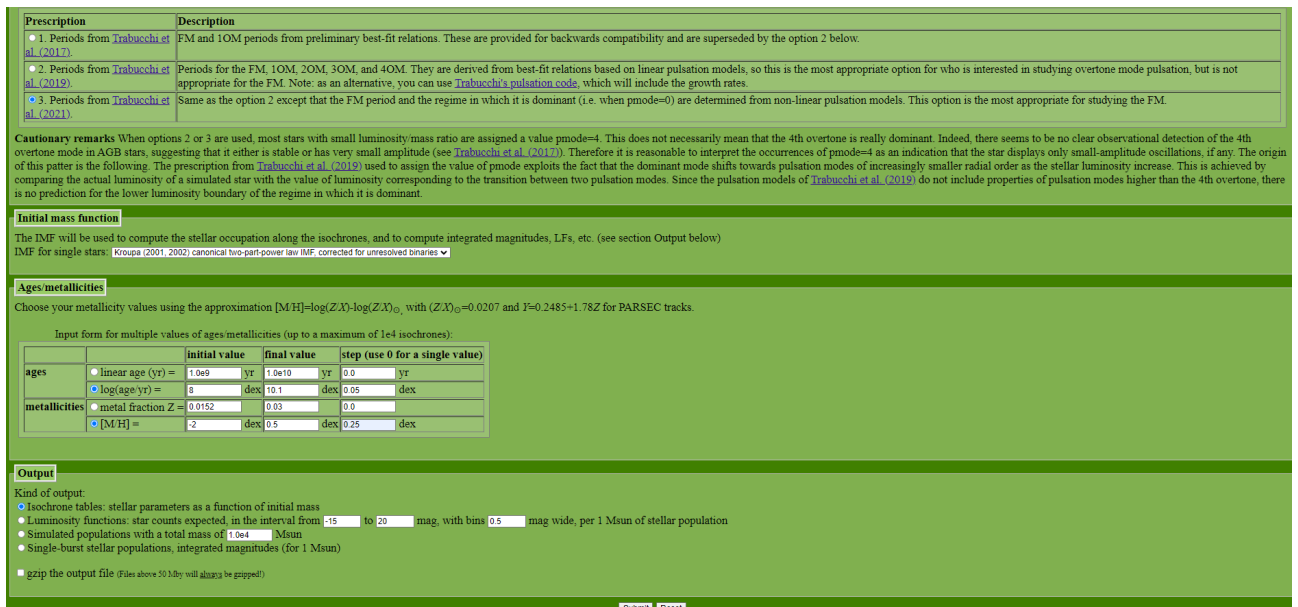 Prescription Description
1. Periods from Trabucchi et al. (2017). FM and 1OM periods from preliminary best-fit relations. These are provided for backwards compatibility and are superseded by the option 2 below.
2. Periods from Trabucchi et al. (2019). Periods for the FM, 1OM, 2OM, 3OM, and 4OM. They are derived from best-fit relations based on linear pulsation models, so this is the most appropriate option for who is interested in studying overtone mode pulsation, but is not
appropriate for the FM. Note: as an alternative, you can use Trabucchi's pulsation code, which will include the growth rates.
3. Periods from Trabucchi et al. (2021). Same as the option 2 except that the FM period and the regime in which it is dominant (i.e. when pmode=0) are determined from non-linear pulsation models. This option is the most appropriate for studying the FM.
Cautionary remarks When options 2 or 3 are used, most stars with small luminosity/mass ratio are assigned a value pmode=4. This does not necessarily mean that the 4th overtone is really dominant. Indeed, there seems to be no clear observational detection of the 4th
overtone mode in AGB stars, suggesting that it either is stable or has very small amplitude (see Trabucchi et al. (2017)). Therefore it is reasonable to interpret the occurrences of pmode=4 as an indication that the star displays only small-amplitude oscillations, if any. The origin
of this patter is the following. The prescription from Trabucchi et al. (2019) used to assign the value of pmode exploits the fact that the dominant mode shifts towards pulsation modes of increasingly smaller radial order as the stellar luminosity increase. This is achieved by
comparing the actual luminosity of a simulated star with the value of luminosity corresponding to the transition between two pulsation modes. Since the pulsation models of Trabucchi et al. (2019) do not include properties of pulsation modes higher than the 4th overtone, there
is no prediction for the lower luminosity boundary of the regime in which it is dominant.
Initial mass function
The IMF will be used to compute the stellar occupation along the isochrones, and to compute integrated magnitudes, LFs, etc. (see section Output below)
IMF for single stars: Kroupa (2001, 2002) canonical two-part-power law IMF, corrected for unresolved binaries
Ages/metallicities
Choose your metallicity values using the approximation [M/H]=log(Z/X)-log(Z/X)⊙, with (Z/X)⊙=0.0207 and Y=0.2485+1.78Z for PARSEC tracks.
Input form for multiple values of ages/metallicities (up to a maximum of 1e4 isochrones):
initial value final value step (use 0 for a single value)
ages linear age (yr) = 1.0e9 yr 1.0e10 yr 0.0 yr
log(age/yr) = 8 dex 10.1 dex 0.05 dex
metallicities metal fraction Z = 0.0152 0.03 0.0
[M/H] = -2 dex 0.5 dex 0.25 dex
Output
Kind of output:
Isochrone tables: stellar parameters as a function of initial mass
Luminosity functions: star counts expected, in the interval from -15 to 20 mag, with bins 0.5 mag wide, per 1 Msun of stellar population
Simulated populations with a total mass of 1.0e4 Msun
Single-burst stellar populations, integrated magnitudes (for 1 Msun)
gzip the output file (Files above 50 Mby will always be gzipped!)
Submit Reset